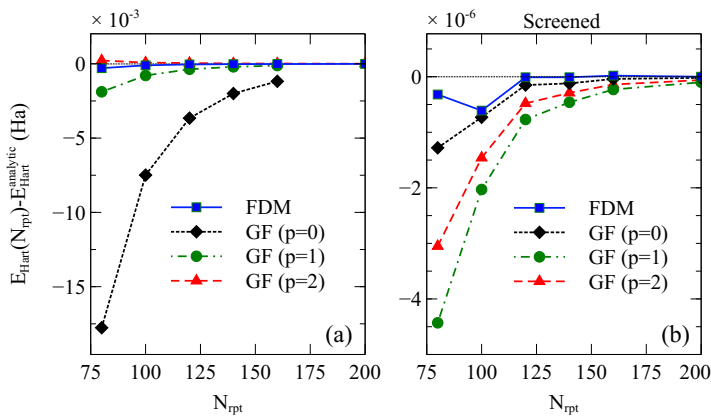 × 10⁻³
0
−5
−10
−15
E_Hart(N_rpt)-E_Hart^analytic (Ha)
FDM
GF (p=0)
GF (p=1)
GF (p=2)
(a)
75 100 125 150 175 200
N_rpt
× 10⁻⁶
Screened
0
−2
−4
FDM
GF (p=0)
GF (p=1)
GF (p=2)
(b)
75 100 125 150 175 200
N_rpt